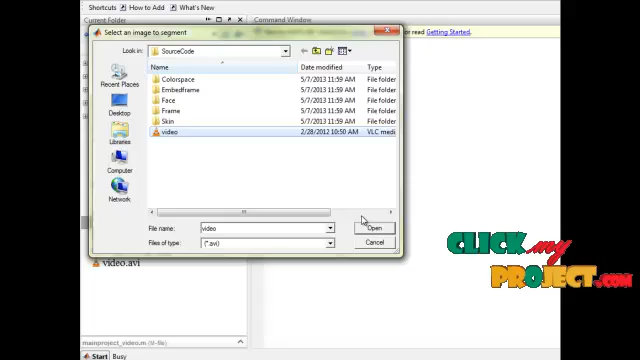 Shortcuts How to Add What's New
Current Folder
Command Window
Select an image to segment
or read Getting Started.
Look in: SourceCode
Name Date modified Type
Colorspace 5/7/2013 11:59 AM File folder
Embedframe 5/7/2013 11:59 AM File folder
Face 5/7/2013 11:59 AM File folder
Frame 5/7/2013 11:59 AM File folder
Skin 5/7/2013 11:59 AM File folder
video 2/28/2012 10:50 AM VLC medi
Recent Places
Desktop
Libraries
Computer
Network
File name: video Open
Files of type: (*.avi) Cancel
CLICK my
PROJECT.COM
video.avi
mainproject_video.m (M-file)
Start Busy